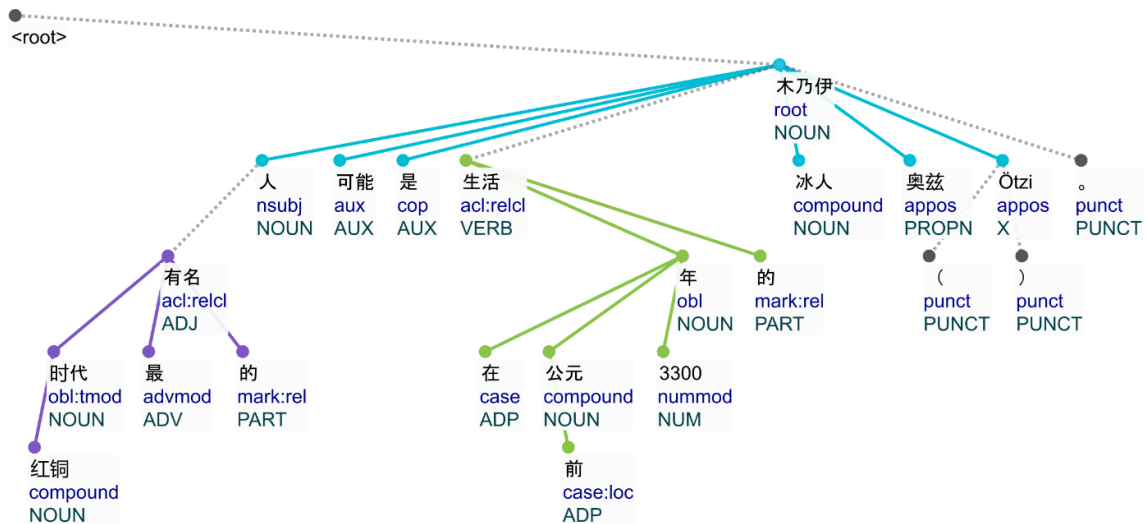 <root>
木乃伊
root
NOUN
人
nsubj
NOUN
可能
aux
AUX
是
cop
AUX
生活
acl:relcl
VERB
冰人
compound
NOUN
奥兹
appos
PROPN
Ötzi
appos
X
。
punct
PUNCT
有名
acl:relcl
ADJ
年
obl
NOUN
的
mark:rel
PART
（
punct
PUNCT
）
punct
PUNCT
时代
obl:tmod
NOUN
最
advmod
ADV
的
mark:rel
PART
在
case
ADP
公元
compound
NOUN
3300
nummod
NUM
红铜
compound
NOUN
前
case:loc
ADP